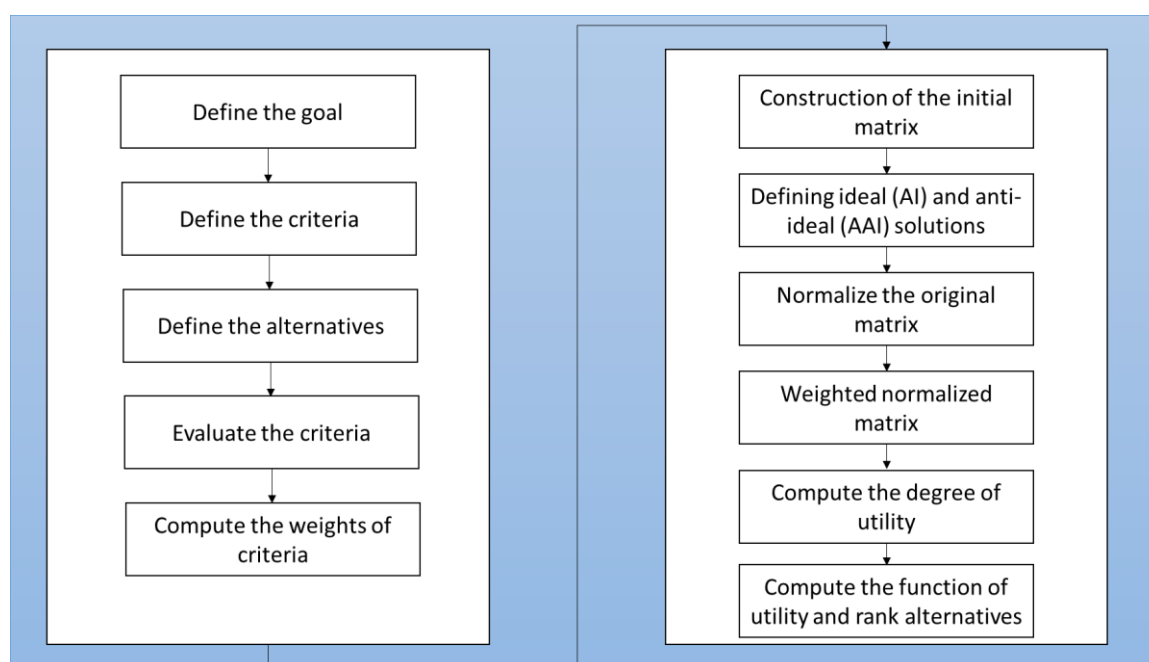 Define the goal
Define the criteria
Define the alternatives
Evaluate the criteria
Compute the weights of
criteria
Construction of the initial
matrix
Defining ideal (AI) and anti-
ideal (AAI) solutions
Normalize the original
matrix
Weighted normalized
matrix
Compute the degree of
utility
Compute the function of
utility and rank alternatives